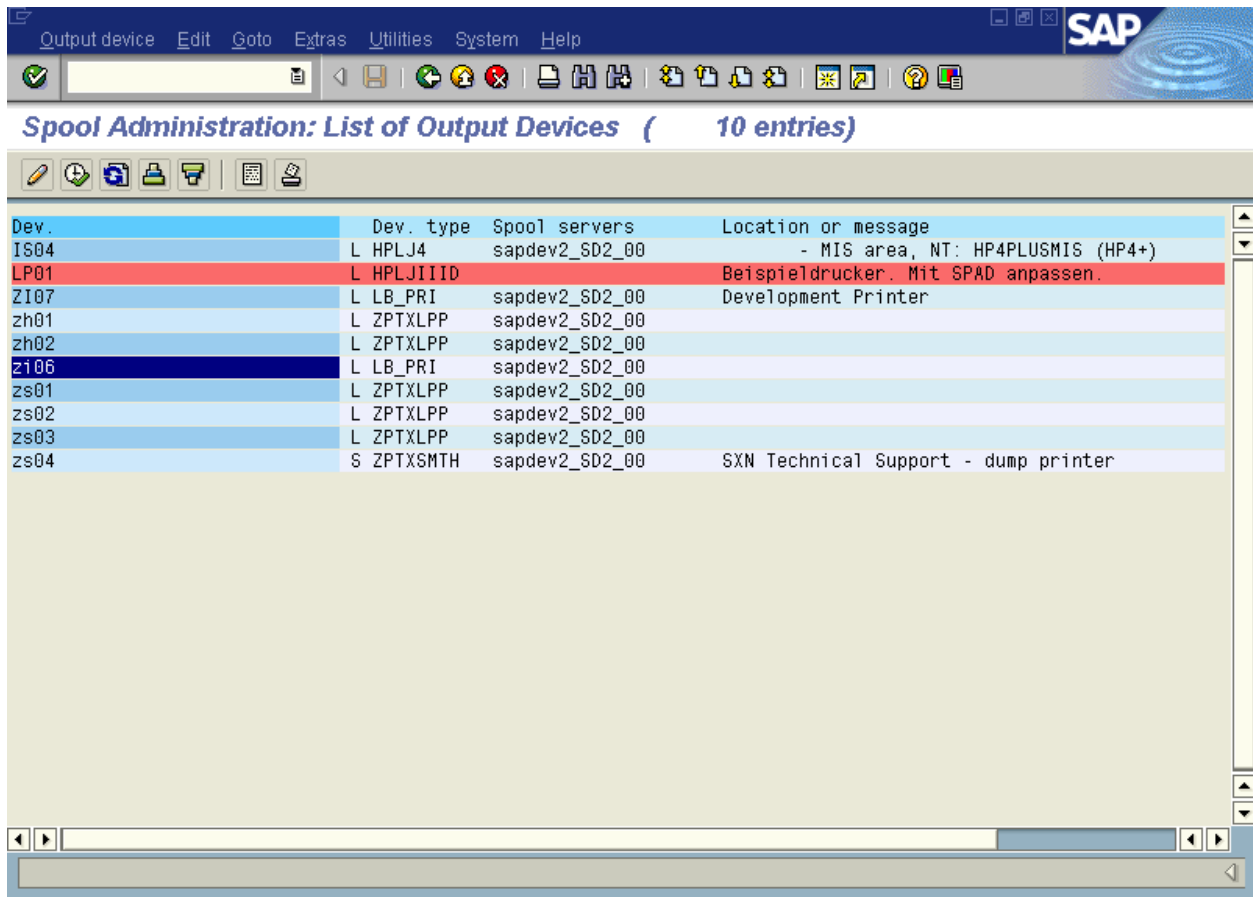 Output device Edit Goto Extras Utilities System Help
SAP
Spool Administration: List of Output Devices ( 10 entries)
Dev. Dev. type Spool servers Location or message
IS04 L HPLJ4 sapdev2_SD2_00 - MIS area, NT: HP4PLUSMIS (HP4+)
LP01 L HPLJIIID Beispieldrucker. Mit SPAD anpassen.
ZI07 L LB_PRI sapdev2_SD2_00 Development Printer
zh01 L ZPTXLPP sapdev2_SD2_00
zh02 L ZPTXLPP sapdev2_SD2_00
zi06 L LB_PRI sapdev2_SD2_00
zs01 L ZPTXLPP sapdev2_SD2_00
zs02 L ZPTXLPP sapdev2_SD2_00
zs03 L ZPTXLPP sapdev2_SD2_00
zs04 S ZPTXSMTH sapdev2_SD2_00 SXN Technical Support - dump printer